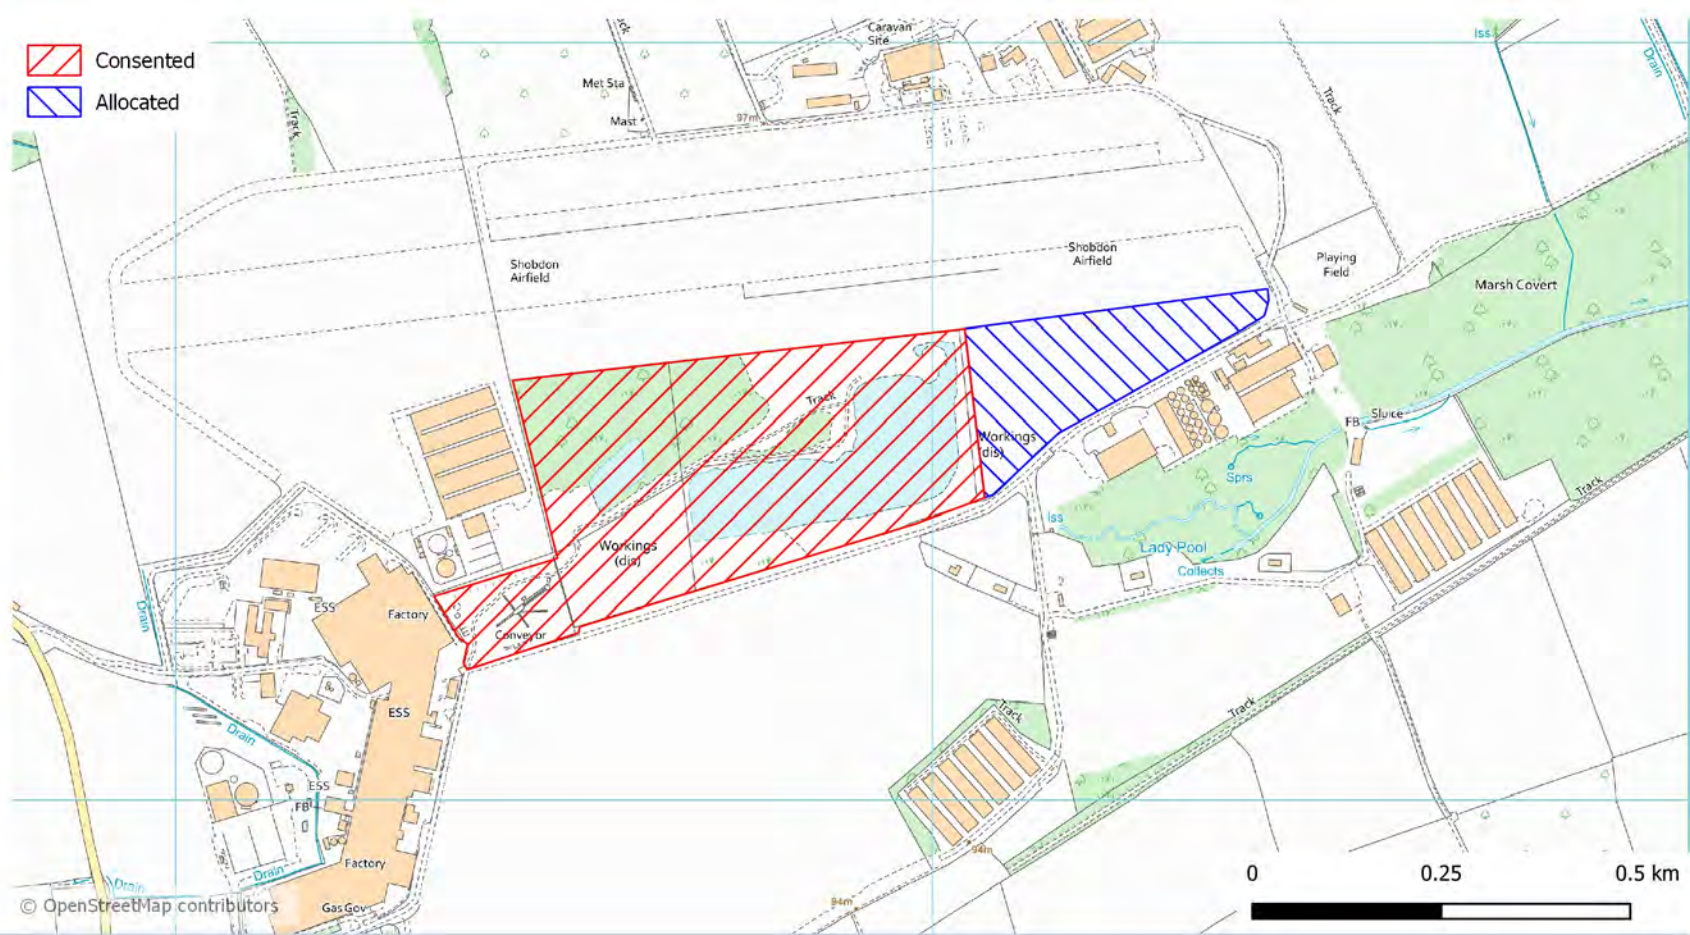 Consented
Allocated
Caravan
Site
Iss
Drain
Met Sta
Mast
97m
Track
Track
Shobdon
Airfield
Shobdon
Airfield
Playing
Field
Marsh Covert
Track
Workings
(dis)
FB
Sluice
Sprs
Iss
Lady Pool
Collects
Track
Workings
(dis)
Conveyor
Factory
ESS
Drain
ESS
Drain
ESS
FB
Track
Track
Factory
Drain
Drain
Gas Gov
94m
94m
0 0.25 0.5 km
© OpenStreetMap contributors